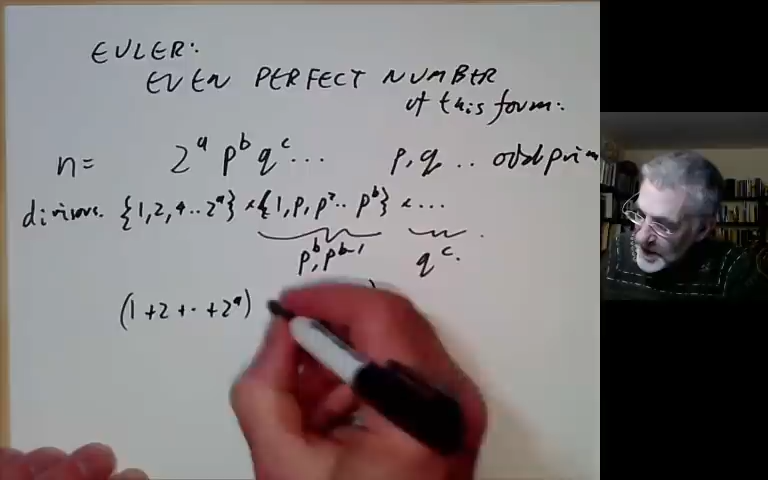 EULER:
EVEN PERFECT NUMBER
of this form:
n = 2^a p^b q^c ... p, q .. odd prim
divisors. {1, 2, 4 .. 2^a} × {1, p, p^2 .. p^b} × ...
p^b, p^{b-1} q^c.
(1 + 2 + · + 2^a)